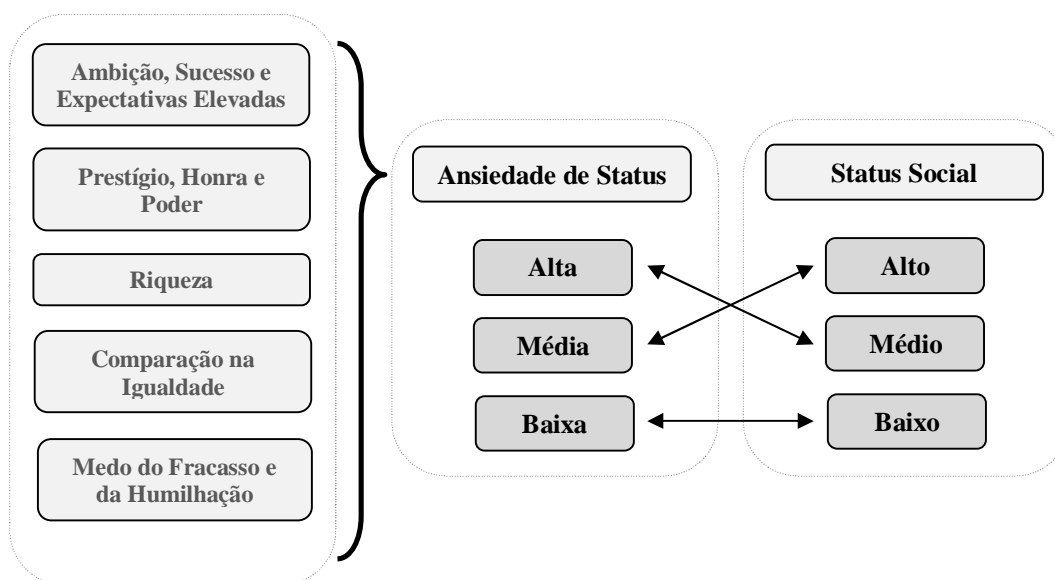 Ambição, Sucesso e
Expectativas Elevadas
Prestígio, Honra e
Poder
Riqueza
Comparação na
Igualdade
Medo do Fracasso e
da Humilhação
Ansiedade de Status
Alta
Média
Baixa
Status Social
Alto
Médio
Baixo